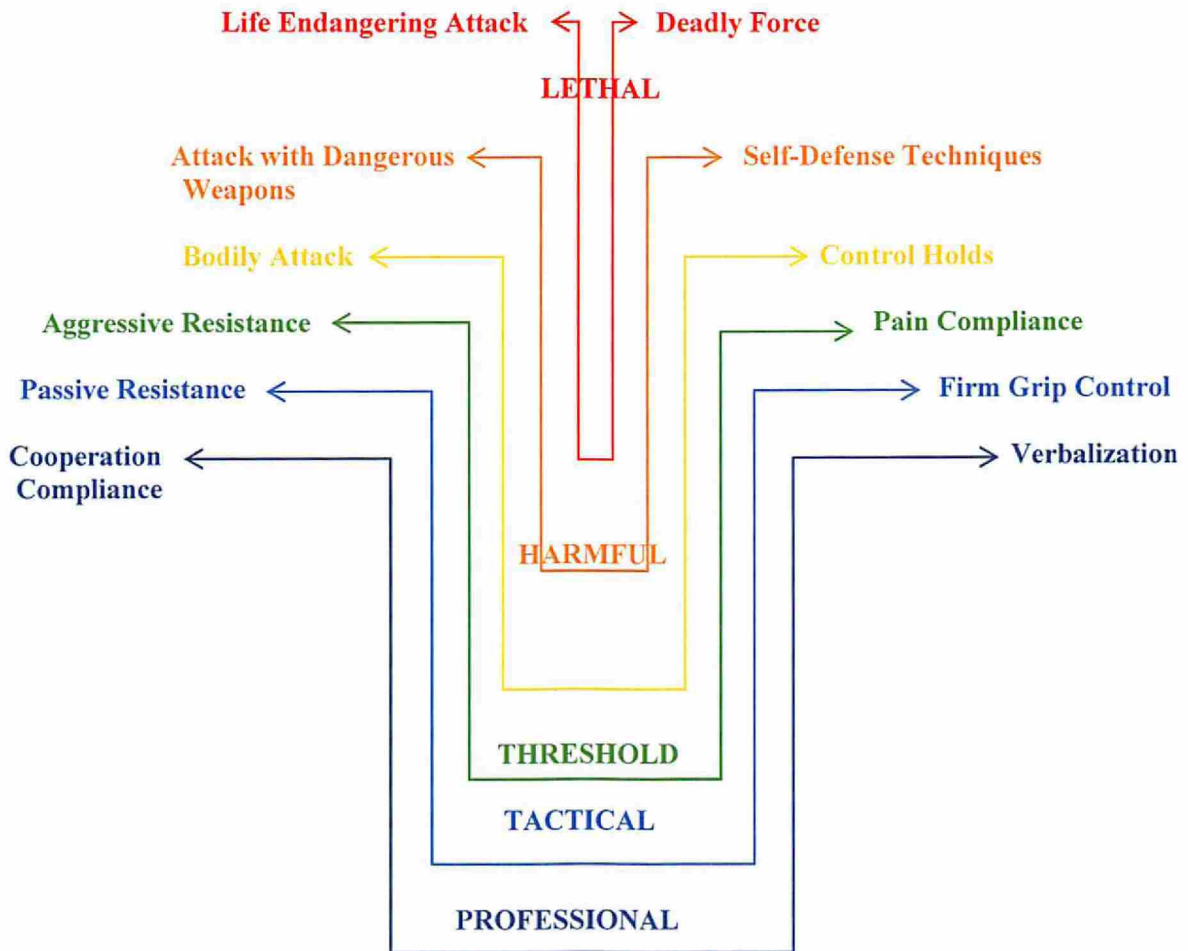 Life Endangering Attack
Deadly Force
LETHAL
Attack with Dangerous
Weapons
Self-Defense Techniques
Bodily Attack
Control Holds
Aggressive Resistance
Pain Compliance
Passive Resistance
Firm Grip Control
Cooperation
Compliance
Verbalization
HARMFUL
THRESHOLD
TACTICAL
PROFESSIONAL